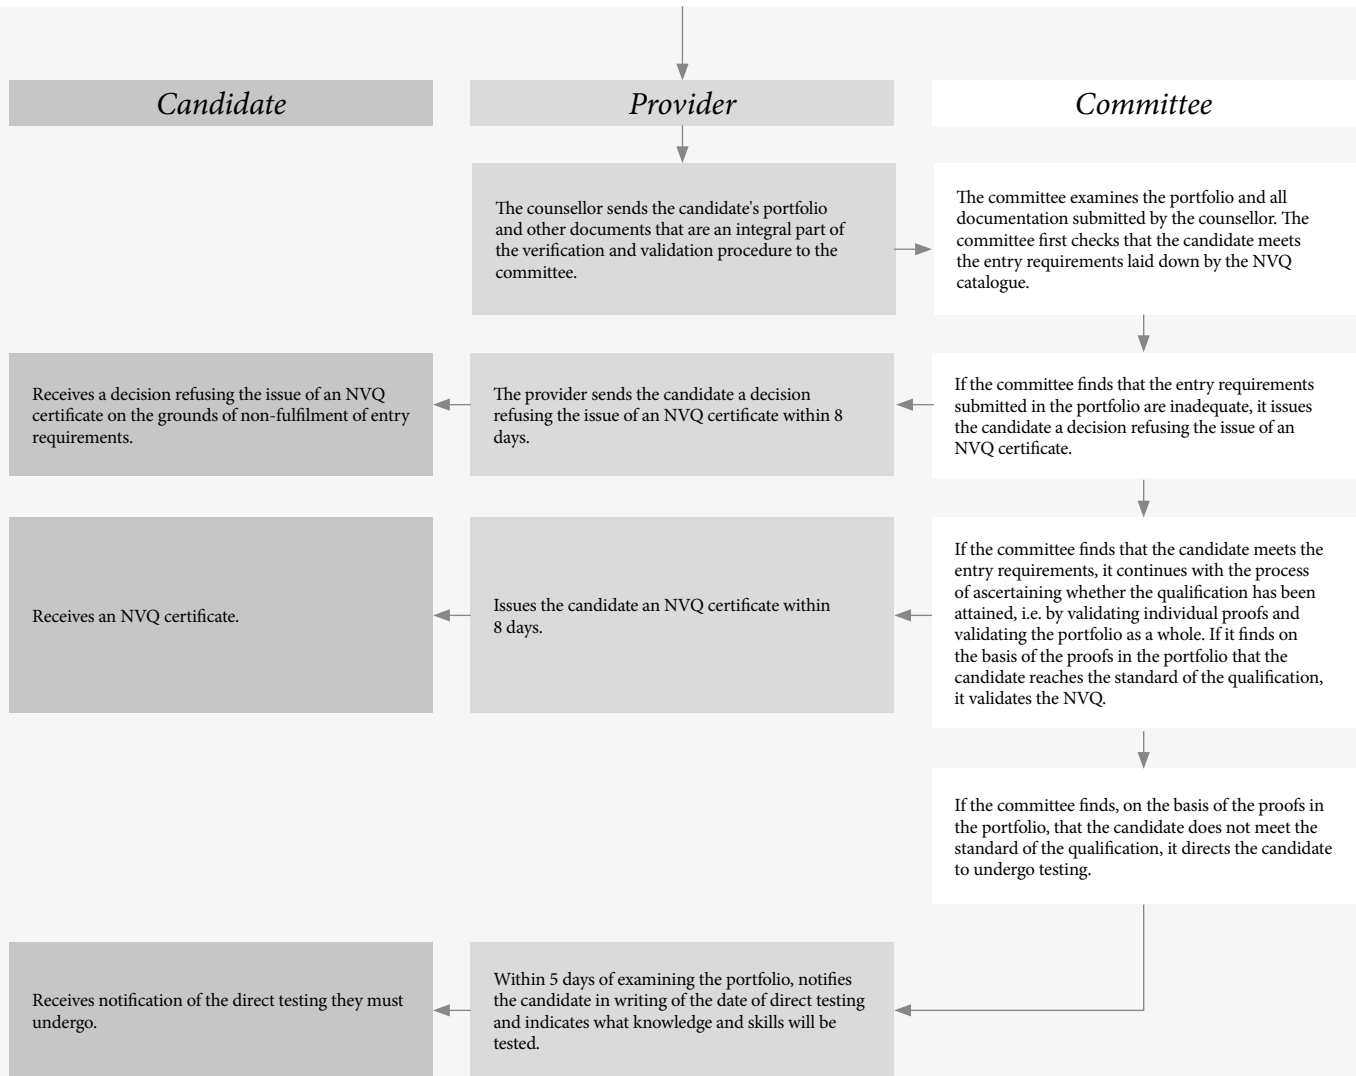 Candidate
Provider
Committee
The counsellor sends the candidate's portfolio
and other documents that are an integral part of
the verification and validation procedure to the
committee.
The committee examines the portfolio and all
documentation submitted by the counsellor. The
committee first checks that the candidate meets
the entry requirements laid down by the NVQ
catalogue.
Receives a decision refusing the issue of an NVQ
certificate on the grounds of non-fulfilment of entry
requirements.
The provider sends the candidate a decision
refusing the issue of an NVQ certificate within 8
days.
If the committee finds that the entry requirements
submitted in the portfolio are inadequate, it issues
the candidate a decision refusing the issue of an
NVQ certificate.
Receives an NVQ certificate.
Issues the candidate an NVQ certificate within
8 days.
If the committee finds that the candidate meets the
entry requirements, it continues with the process
of ascertaining whether the qualification has been
attained, i.e. by validating individual proofs and
validating the portfolio as a whole. If it finds on
the basis of the proofs in the portfolio that the
candidate reaches the standard of the qualification,
it validates the NVQ.
If the committee finds, on the basis of the proofs in
the portfolio, that the candidate does not meet the
standard of the qualification, it directs the candidate
to undergo testing.
Receives notification of the direct testing they must
undergo.
Within 5 days of examining the portfolio, notifies
the candidate in writing of the date of direct testing
and indicates what knowledge and skills will be
tested.